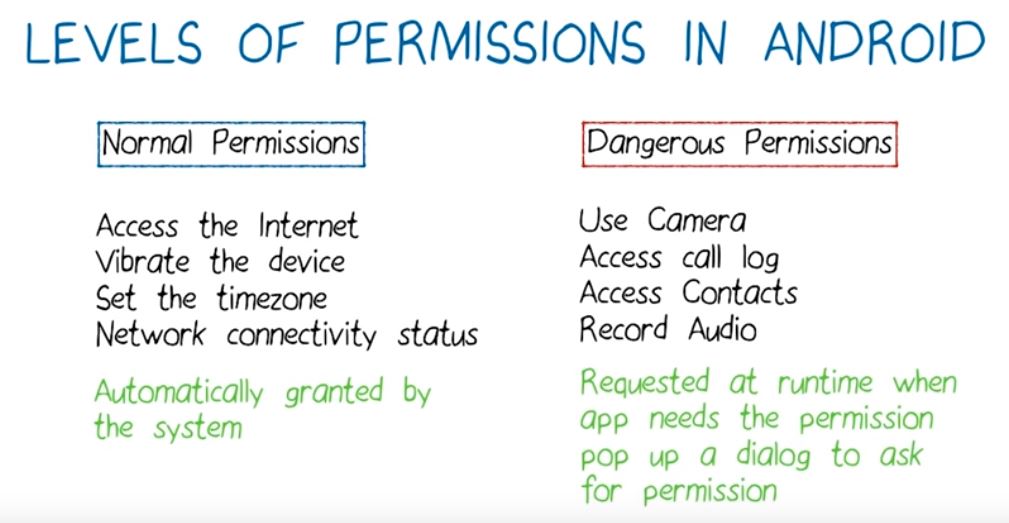 LEVELS OF PERMISSIONS IN ANDROID
Normal Permissions
Access the Internet
Vibrate the device
Set the timezone
Network connectivity status
Automatically granted by
the system
Dangerous Permissions
Use Camera
Access call log
Access Contacts
Record Audio
Requested at runtime when
app needs the permission
pop up a dialog to ask
for permission